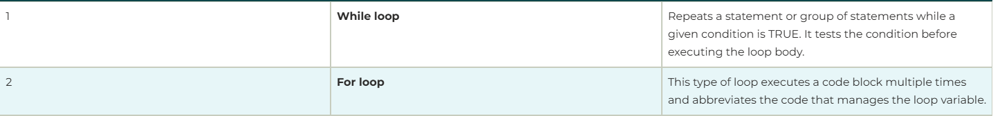 1
While loop
Repeats a statement or group of statements while a
given condition is TRUE. It tests the condition before
executing the loop body.
2
For loop
This type of loop executes a code block multiple times
and abbreviates the code that manages the loop variable.